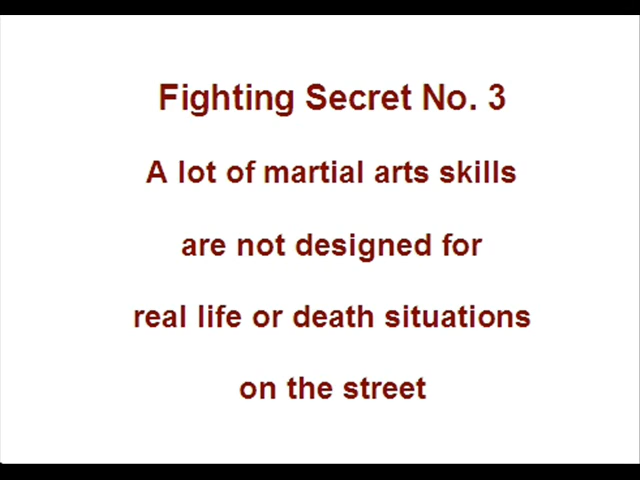 Fighting Secret No. 3
A lot of martial arts skills
are not designed for
real life or death situations
on the street